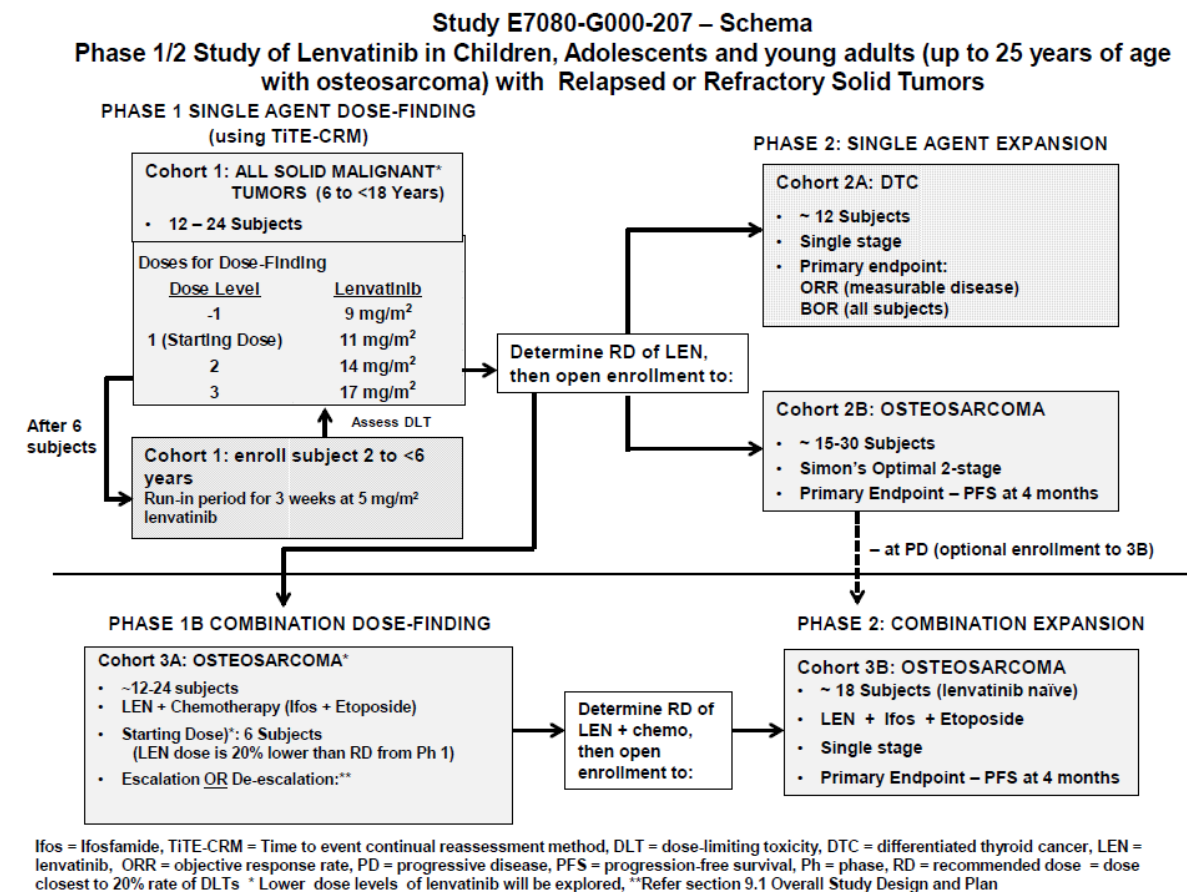 Study E7080-G000-207 – Schema
Phase 1/2 Study of Lenvatinib in Children, Adolescents and young adults (up to 25 years of age
with osteosarcoma) with Relapsed or Refractory Solid Tumors
PHASE 1 SINGLE AGENT DOSE-FINDING
(using TiTE-CRM)
Cohort 1: ALL SOLID MALIGNANT*
TUMORS (6 to <18 Years)
• 12 – 24 Subjects
Doses for Dose-Finding
Dose Level Lenvatinib
-1 9 mg/m²
1 (Starting Dose) 11 mg/m²
2 14 mg/m²
3 17 mg/m²
After 6
subjects
Assess DLT
Cohort 1: enroll subject 2 to <6
years
Run-in period for 3 weeks at 5 mg/m²
lenvatinib
Determine RD of LEN,
then open enrollment to:
PHASE 2: SINGLE AGENT EXPANSION
Cohort 2A: DTC
• ~ 12 Subjects
• Single stage
• Primary endpoint:
ORR (measurable disease)
BOR (all subjects)
Cohort 2B: OSTEOSARCOMA
• ~ 15-30 Subjects
• Simon's Optimal 2-stage
• Primary Endpoint – PFS at 4 months
– at PD (optional enrollment to 3B)
PHASE 1B COMBINATION DOSE-FINDING
Cohort 3A: OSTEOSARCOMA*
• ~12-24 subjects
• LEN + Chemotherapy (Ifos + Etoposide)
• Starting Dose)*: 6 Subjects
(LEN dose is 20% lower than RD from Ph 1)
• Escalation OR De-escalation:**
Determine RD of
LEN + chemo,
then open
enrollment to:
PHASE 2: COMBINATION EXPANSION
Cohort 3B: OSTEOSARCOMA
• ~ 18 Subjects (lenvatinib naïve)
• LEN + Ifos + Etoposide
• Single stage
• Primary Endpoint – PFS at 4 months
Ifos = Ifosfamide, TiTE-CRM = Time to event continual reassessment method, DLT = dose-limiting toxicity, DTC = differentiated thyroid cancer, LEN =
lenvatinib, ORR = objective response rate, PD = progressive disease, PFS = progression-free survival, Ph = phase, RD = recommended dose = dose
closest to 20% rate of DLTs * Lower dose levels of lenvatinib will be explored, **Refer section 9.1 Overall Study Design and Plan